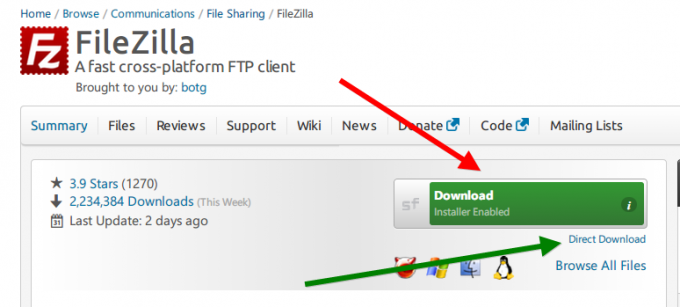 Home / Browse / Communications / File Sharing / FileZilla
Fz
FileZilla
A fast cross-platform FTP client
Brought to you by: botg
Summary Files Reviews Support Wiki News Donate Code Mailing Lists
3.9 Stars (1270)
2,234,384 Downloads (This Week)
31 Last Update: 2 days ago
sf Download i
Installer Enabled
Direct Download
Browse All Files